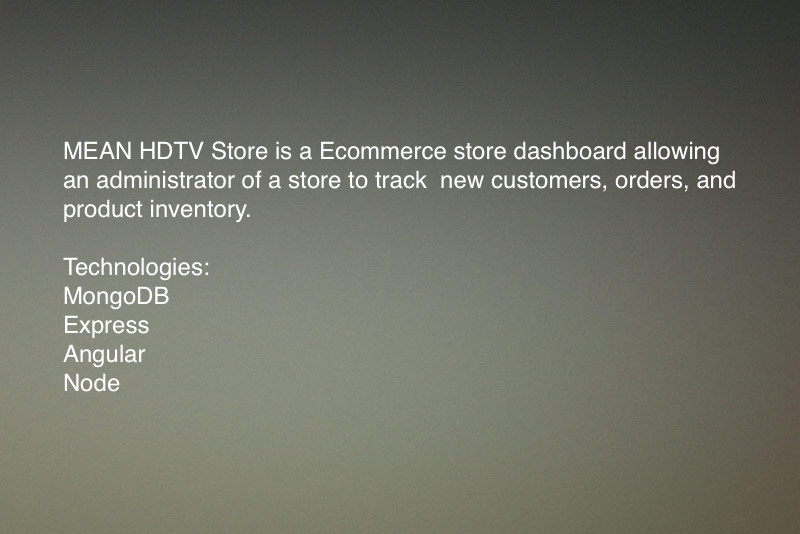 MEAN HDTV Store is a Ecommerce store dashboard allowing
an administrator of a store to track  new customers, orders, and
product inventory.
Technologies:
MongoDB
Express
Angular
Node